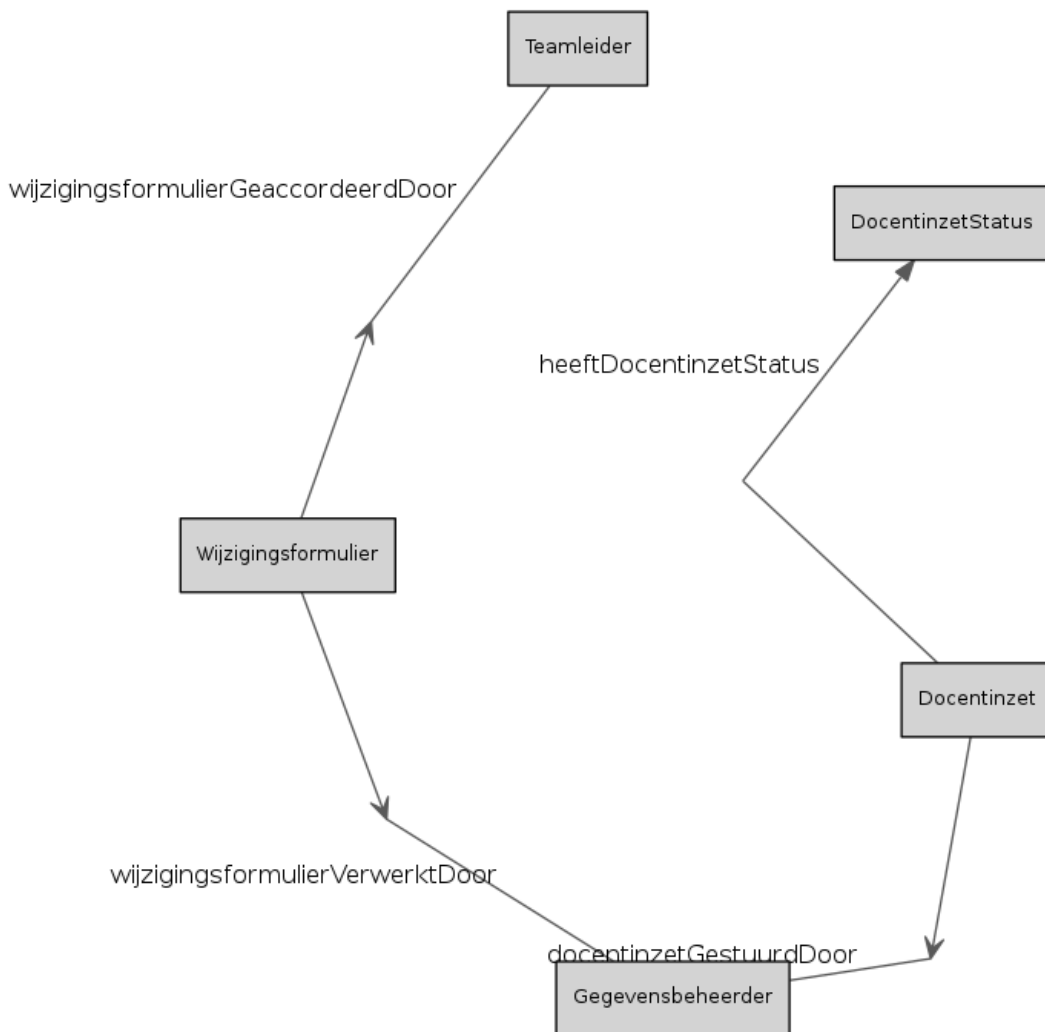 Teamleider
wijzigingsformulierGeaccordeerdDoor
DocentinzetStatus
heeftDocentinzetStatus
Wijzigingsformulier
Docentinzet
wijzigingsformulierVerwerktDoor
docentinzetGestuurdDoor
Gegevensbeheerder